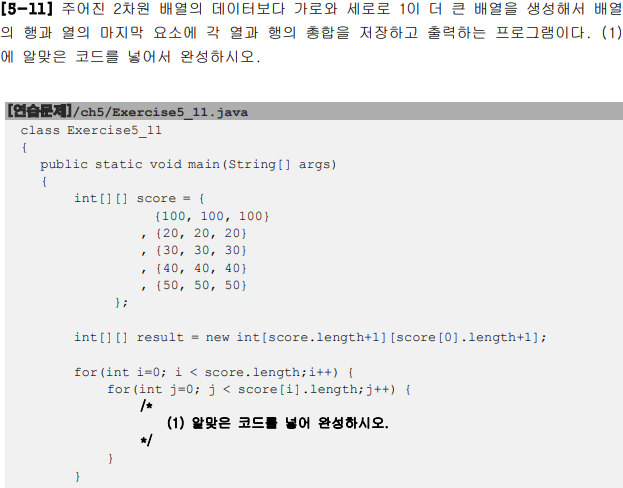 [5-11] 주어진 2차원 배열의 데이터보다 가로와 세로로 1이 더 큰 배열을 생성해서 배열
의 행과 열의 마지막 요소에 각 열과 행의 총합을 저장하고 출력하는 프로그램이다. (1)
에 알맞은 코드를 넣어서 완성하시오.
[연습문제]/ch5/Exercise5_11.java
class Exercise5_11
{
public static void main(String[] args)
{
int[][] score = {
{100, 100, 100}
, {20, 20, 20}
, {30, 30, 30}
, {40, 40, 40}
, {50, 50, 50}
};
int[][] result = new int[score.length+1][score[0].length+1];
for(int i=0; i < score.length;i++) {
for(int j=0; j < score[i].length;j++) {
/*
(1) 알맞은 코드를 넣어 완성하시오.
*/
}
}